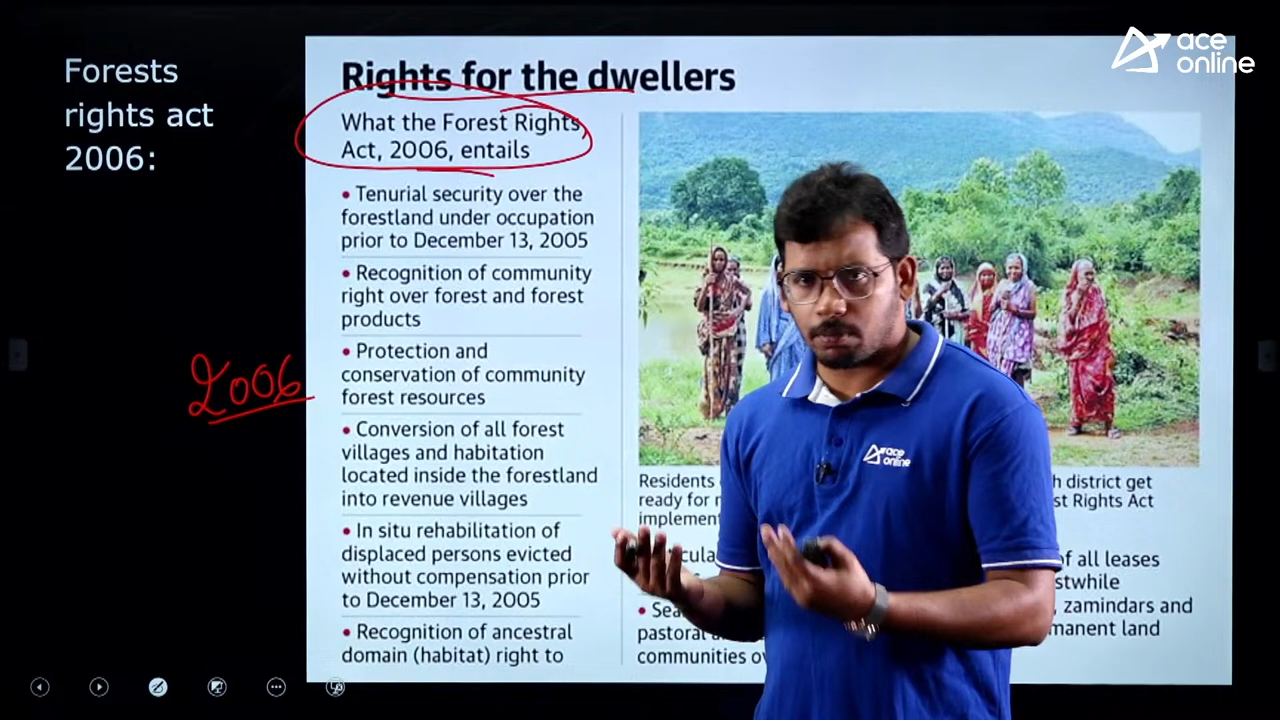 Forests
rights act
2006:
2006
Rights for the dwellers
What the Forest Rights
Act, 2006, entails
• Tenurial security over the
forestland under occupation
prior to December 13, 2005
• Recognition of community
right over forest and forest
products
• Protection and
conservation of community
forest resources
• Conversion of all forest
villages and habitation
located inside the forestland
into revenue villages
• In situ rehabilitation of
displaced persons evicted
without compensation prior
to December 13, 2005
• Recognition of ancestral
domain (habitat) right to
Residents
ready for
h district get
st Rights Act
of all leases
, zamindars and
land
•
pastoral
communities
ace
online
ace
online